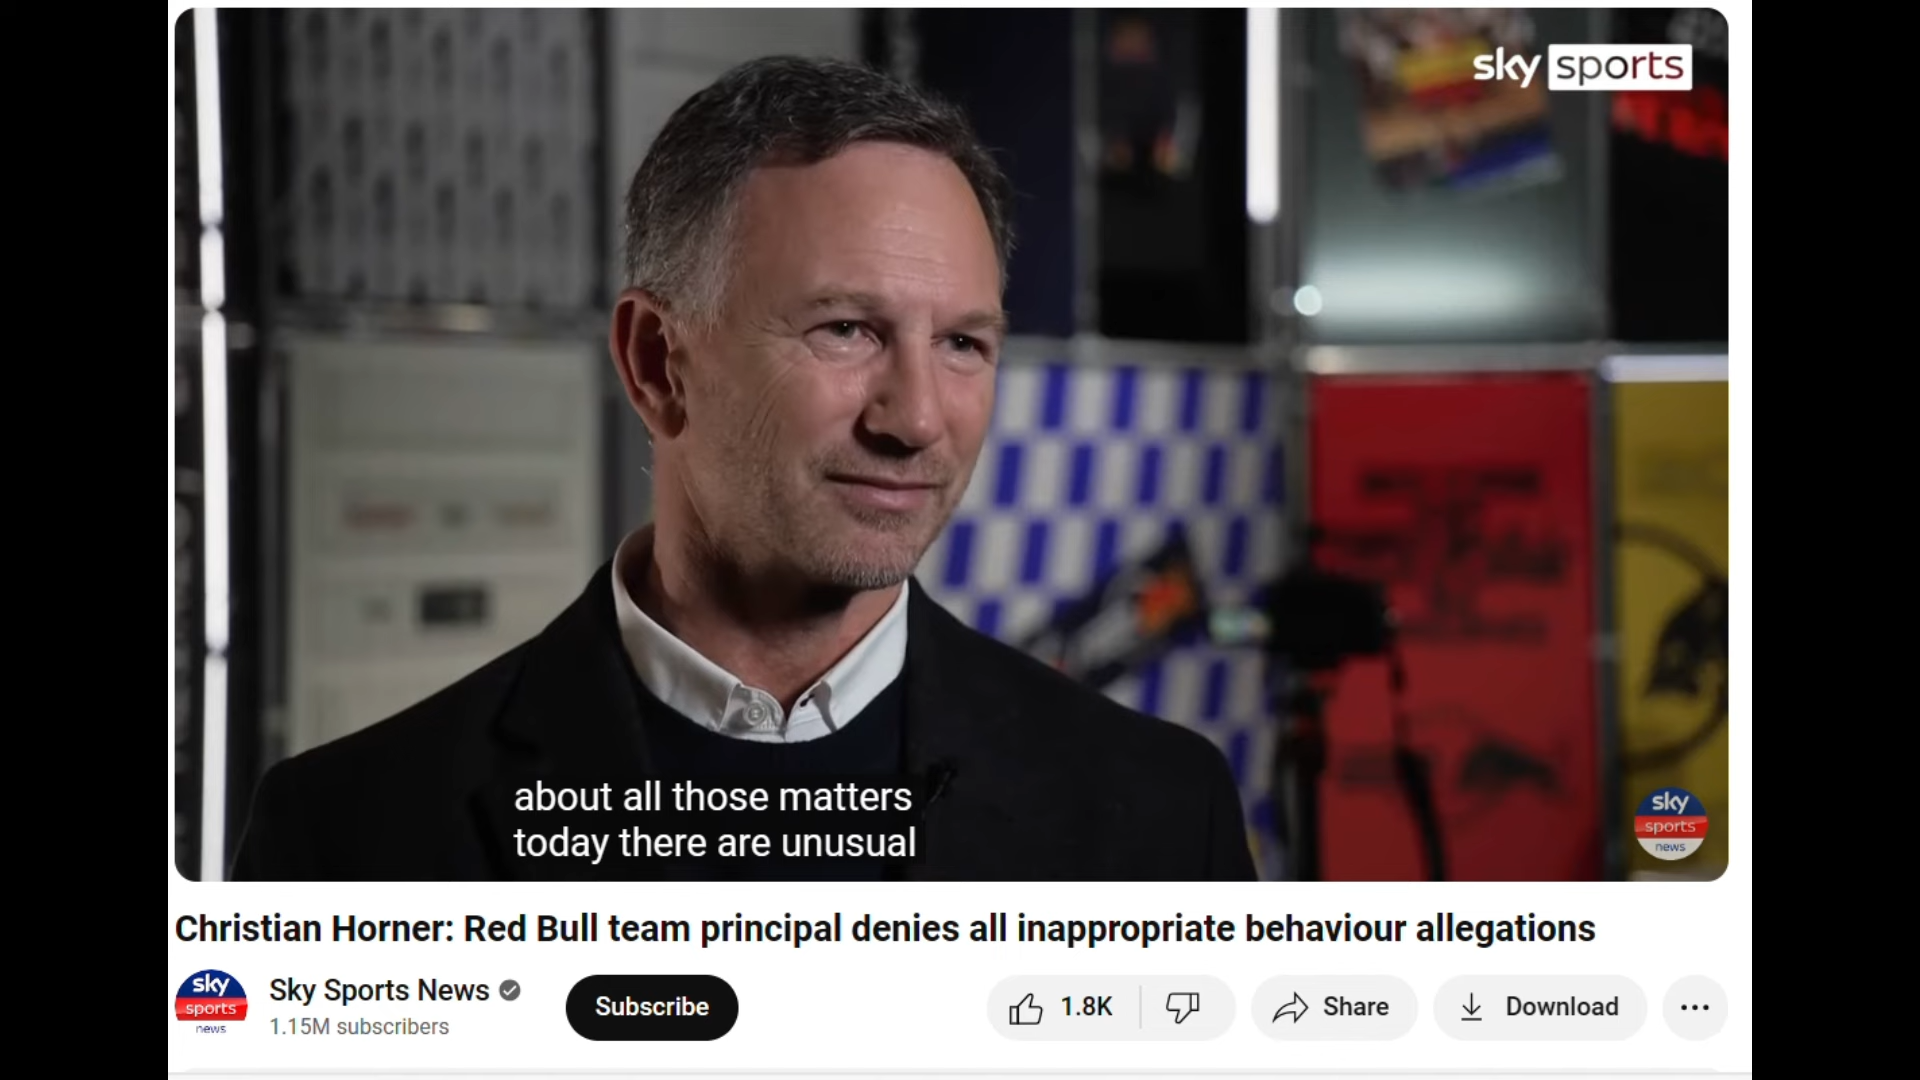 sky sports
about all those matters
today there are unusual
sky
sports
news
Christian Horner: Red Bull team principal denies all inappropriate behaviour allegations
sky
sports
news
Sky Sports News
1.15M subscribers
Subscribe
1.8K
Share
Download